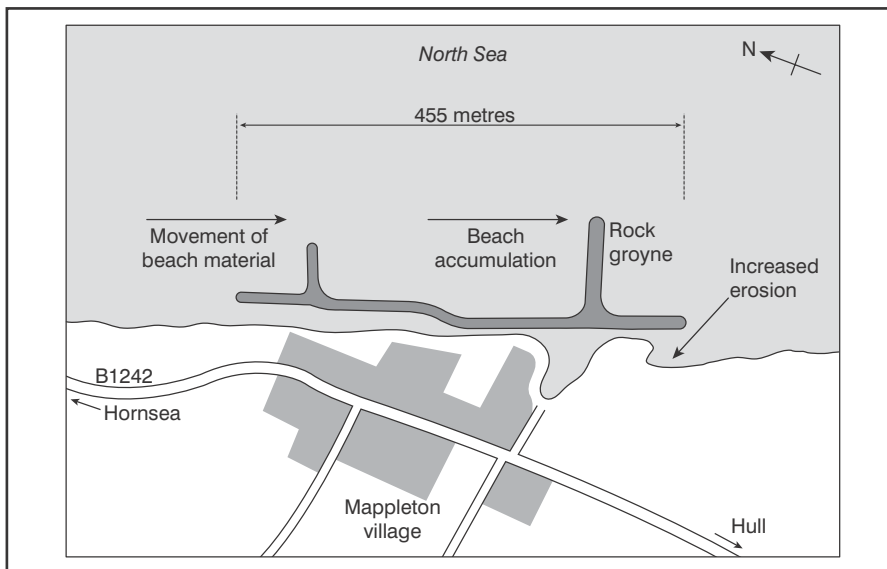 North Sea
N
455 metres
Movement of
beach material
Beach
accumulation
Rock
groyne
Increased
erosion
B1242
Hornsea
Mappleton
village
Hull